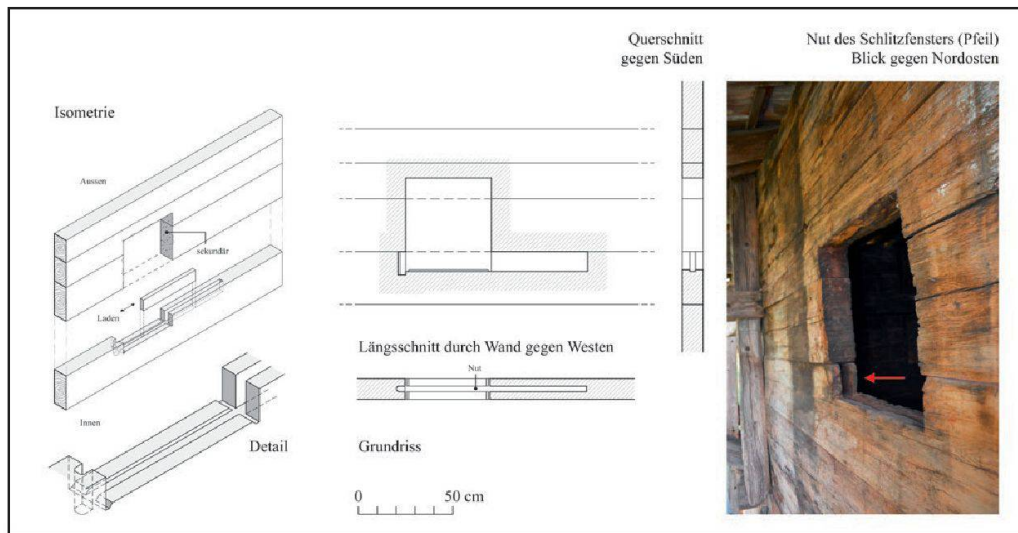 Querschnitt
gegen Süden
Nut des Schlitzfensters (Pfeil)
Blick gegen Nordosten
Isometrie
Aussen
sekundär
Laden
Innen
Detail
Längsschnitt durch Wand gegen Westen
Nut
Grundriss
0
50 cm